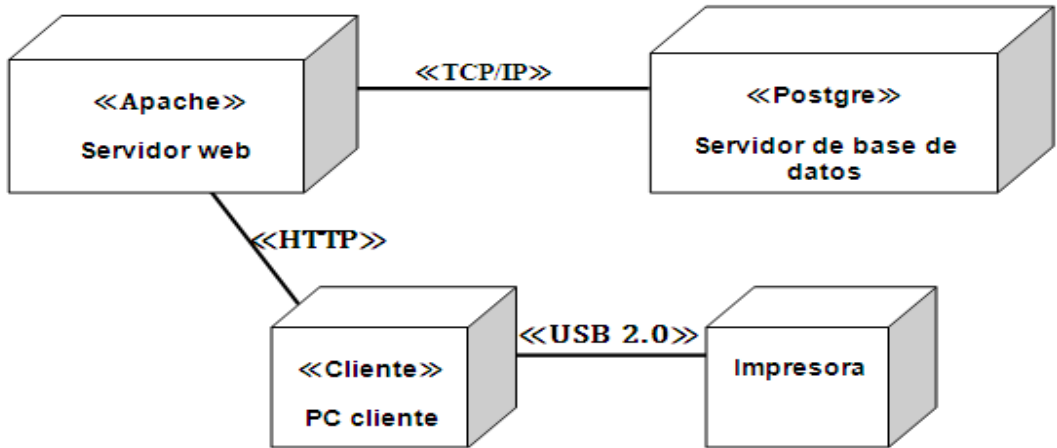 ≪Apache≫
Servidor web
≪TCP/IP≫
≪Postgre≫
Servidor de base de
datos
≪HTTP≫
≪Cliente≫
PC cliente
≪USB 2.0≫
Impresora